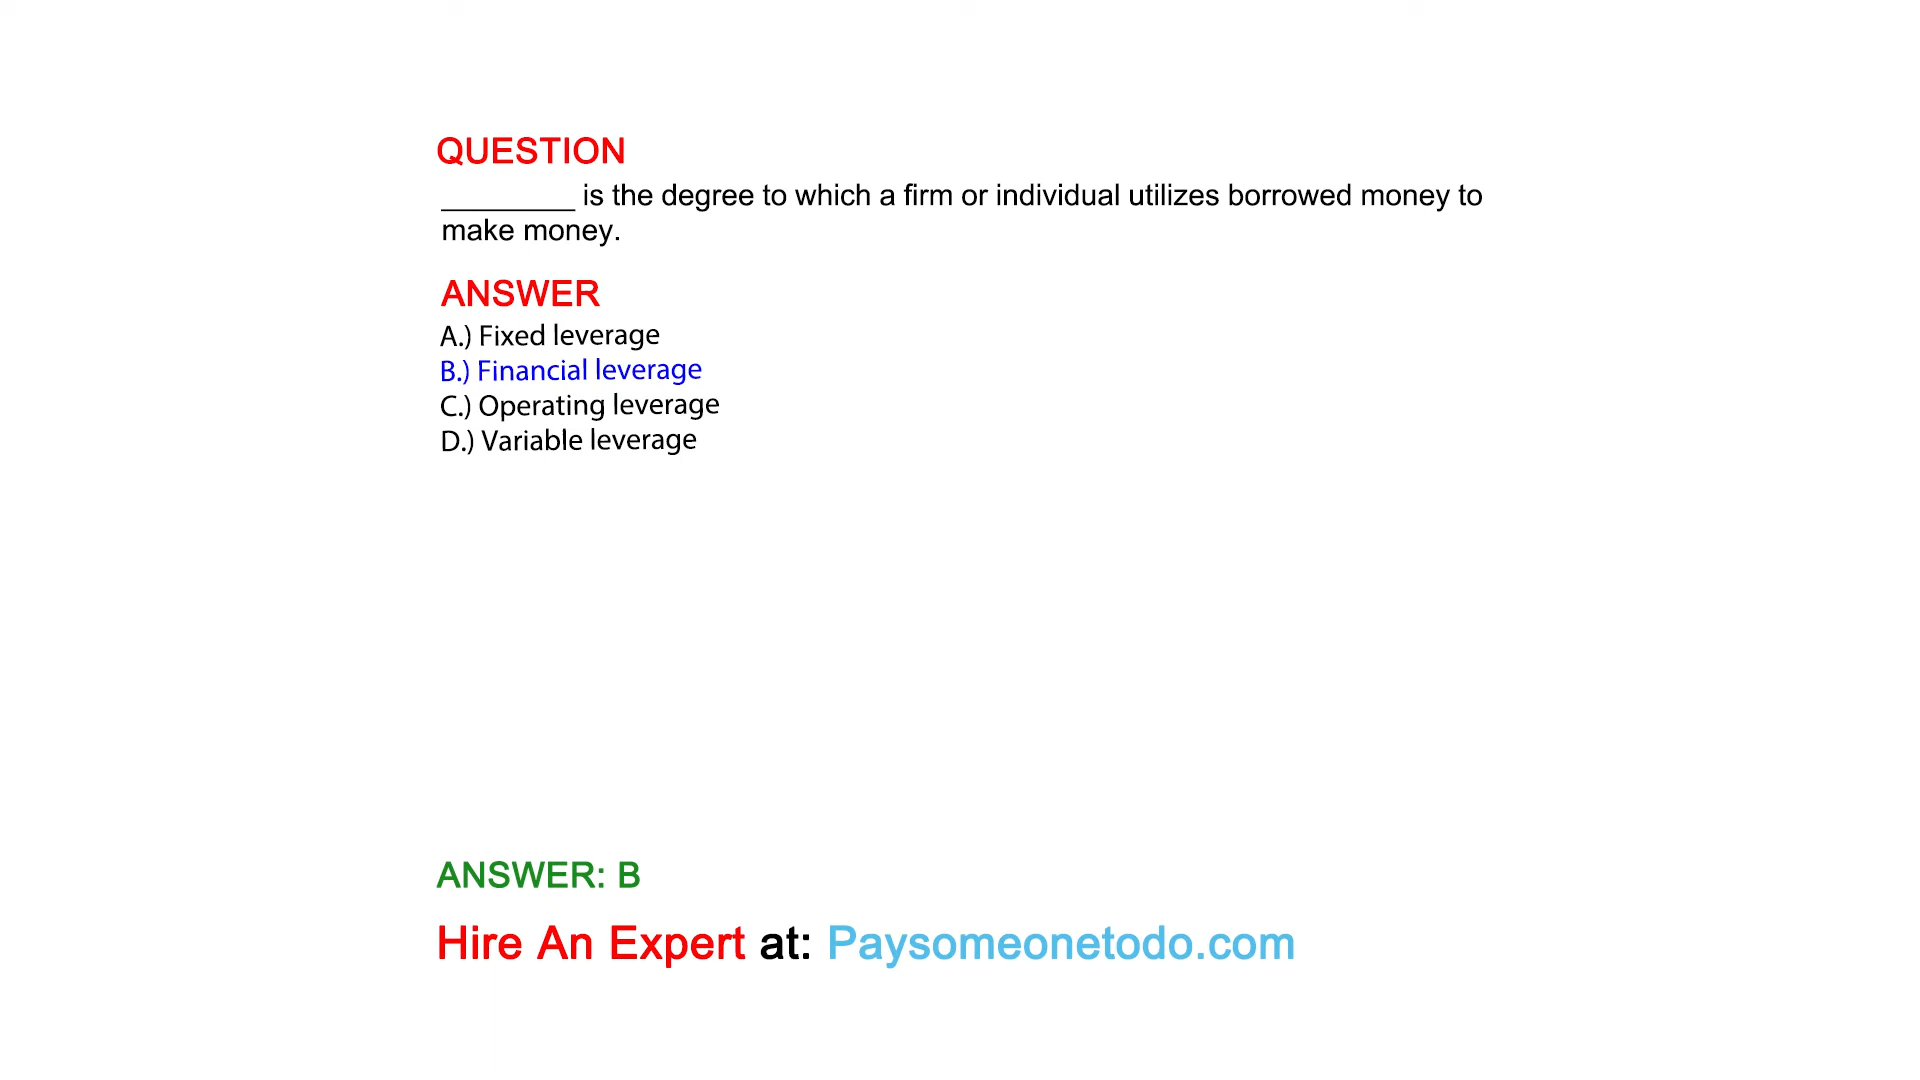 QUESTION
________ is the degree to which a firm or individual utilizes borrowed money to
make money.
ANSWER
A.) Fixed leverage
B.) Financial leverage
C.) Operating leverage
D.) Variable leverage
ANSWER: B
Hire An Expert at: Paysomeonetodo.com